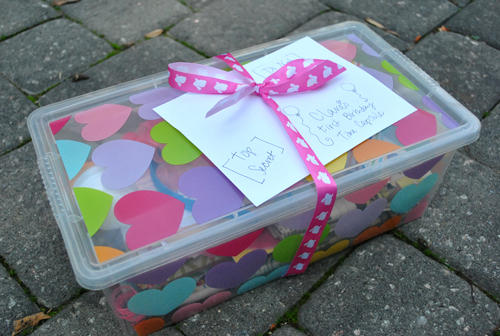 First Birthday
Time Capsule
[Top
Secret]